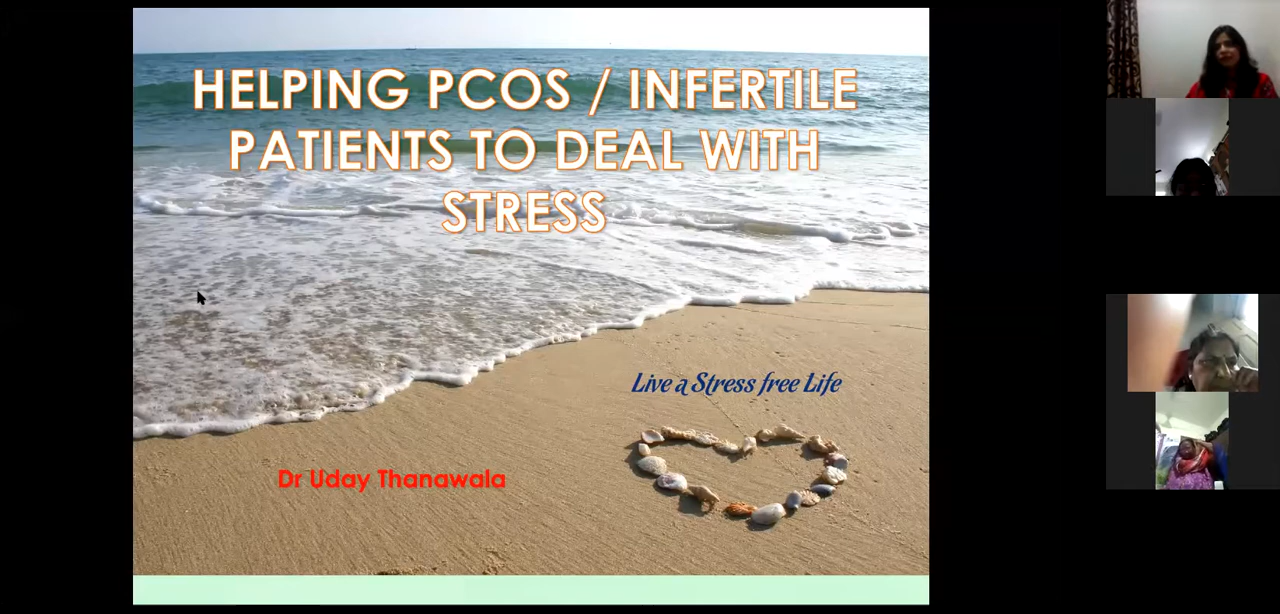 HELPING PCOS / INFERTILE
PATIENTS TO DEAL WITH
STRESS
Live a Stress free Life
Dr Uday Thanawala